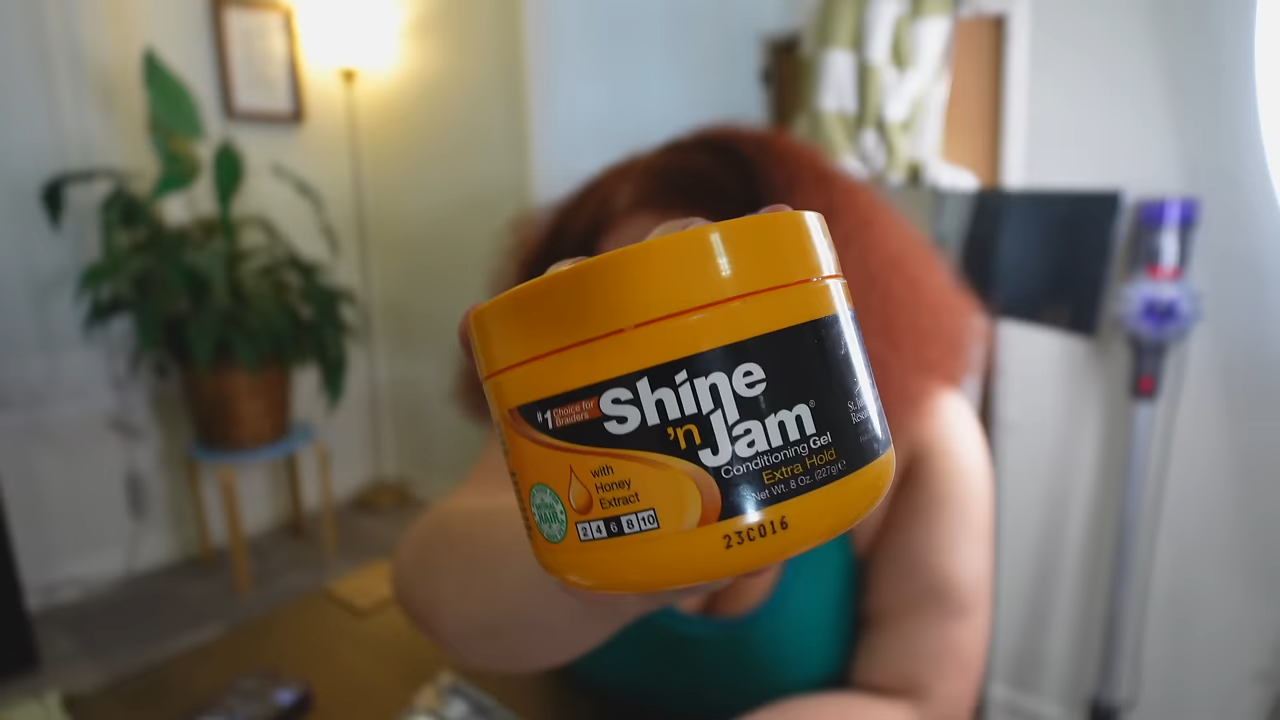 #1 Choice for
Braiders
Shine
'n Jam®
Conditioning Gel
Extra Hold
Net Wt. 8 Oz. (227g) e
with
Honey
Extract
HAIR
2 4 6 8 10
23C016